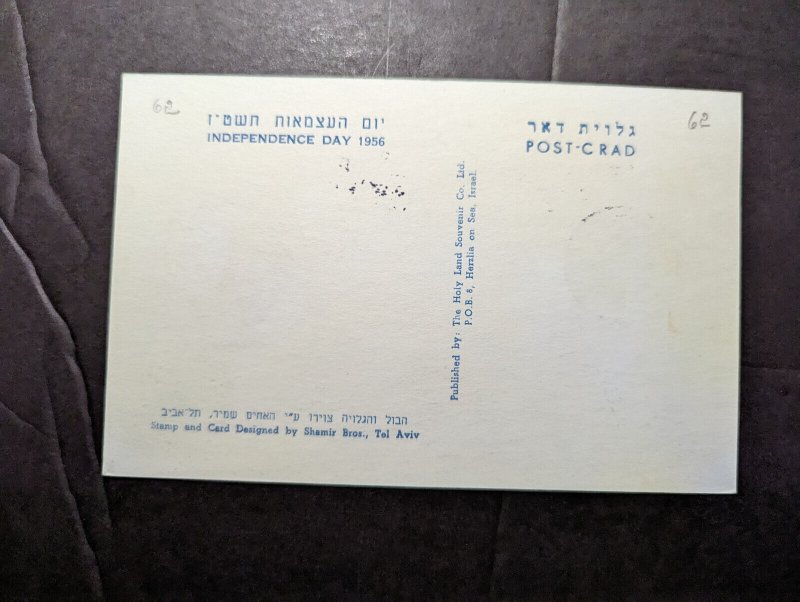 62
יום העצמאות תשט״ז
INDEPENDENCE DAY 1956
גלוית דאר
POST-CRAD
62
Published by: The Holy Land Souvenir Co. Ltd.
P.O.B. 8, Herzlia on Sea, Israel.
הבול והגלויה צוירו ע״י האחים שמיר, תל־אביב
Stamp and Card Designed by Shamir Bros., Tel Aviv